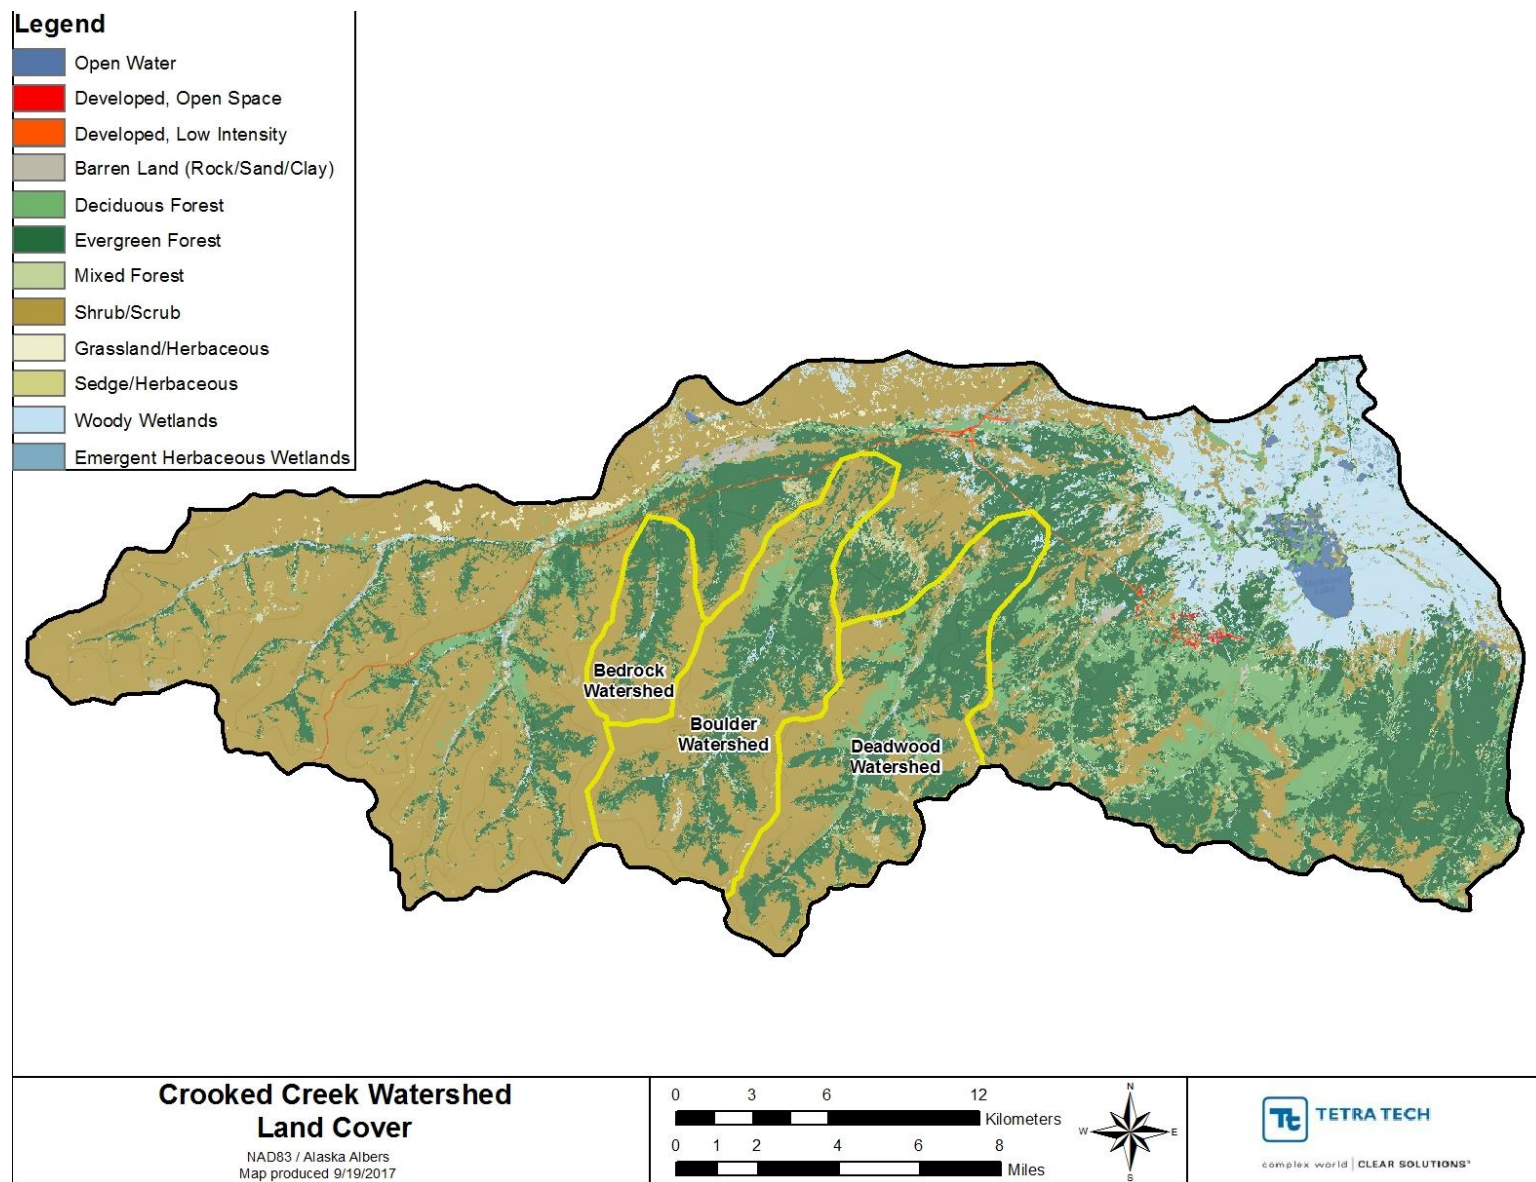 Legend
Open Water
Developed, Open Space
Developed, Low Intensity
Barren Land (Rock/Sand/Clay)
Deciduous Forest
Evergreen Forest
Mixed Forest
Shrub/Scrub
Grassland/Herbaceous
Sedge/Herbaceous
Woody Wetlands
Emergent Herbaceous Wetlands
Bedrock
Watershed
Boulder
Watershed
Deadwood
Watershed
Crooked Creek Watershed
Land Cover
NAD83 / Alaska Albers
Map produced 9/19/2017
0 3 6 12
Kilometers
0 1 2 4 6 8
Miles
N
W E
S
Tt TETRA TECH
complex world | CLEAR SOLUTIONS™